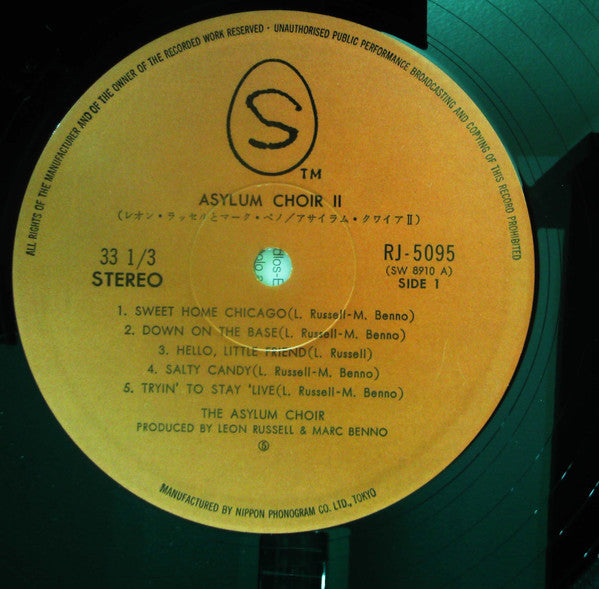 ALL RIGHTS OF THE MANUFACTURER AND OF THE OWNER OF THE RECORDED WORK RESERVED · UNAUTHORISED PUBLIC PERFORMANCE BROADCASTING AND COPYING OF THIS RECORD PROHIBITED
S
TM
ASYLUM CHOIR II
(レオン・ラッセルとマーク・ベノ/アサイラム・クワイアⅡ)
33 1/3
STEREO
RJ-5095
(SW 8910 A)
SIDE 1
1. SWEET HOME CHICAGO(L. Russell-M. Benno)
2. DOWN ON THE BASE(L. Russell-M. Benno)
3. HELLO, LITTLE FRIEND(L. Russell)
4. SALTY CANDY(L. Russell-M. Benno)
5. TRYIN' TO STAY 'LIVE(L. Russell-M. Benno)
THE ASYLUM CHOIR
PRODUCED BY LEON RUSSELL & MARC BENNO
MANUFACTURED BY NIPPON PHONOGRAM CO. LTD., TOKYO